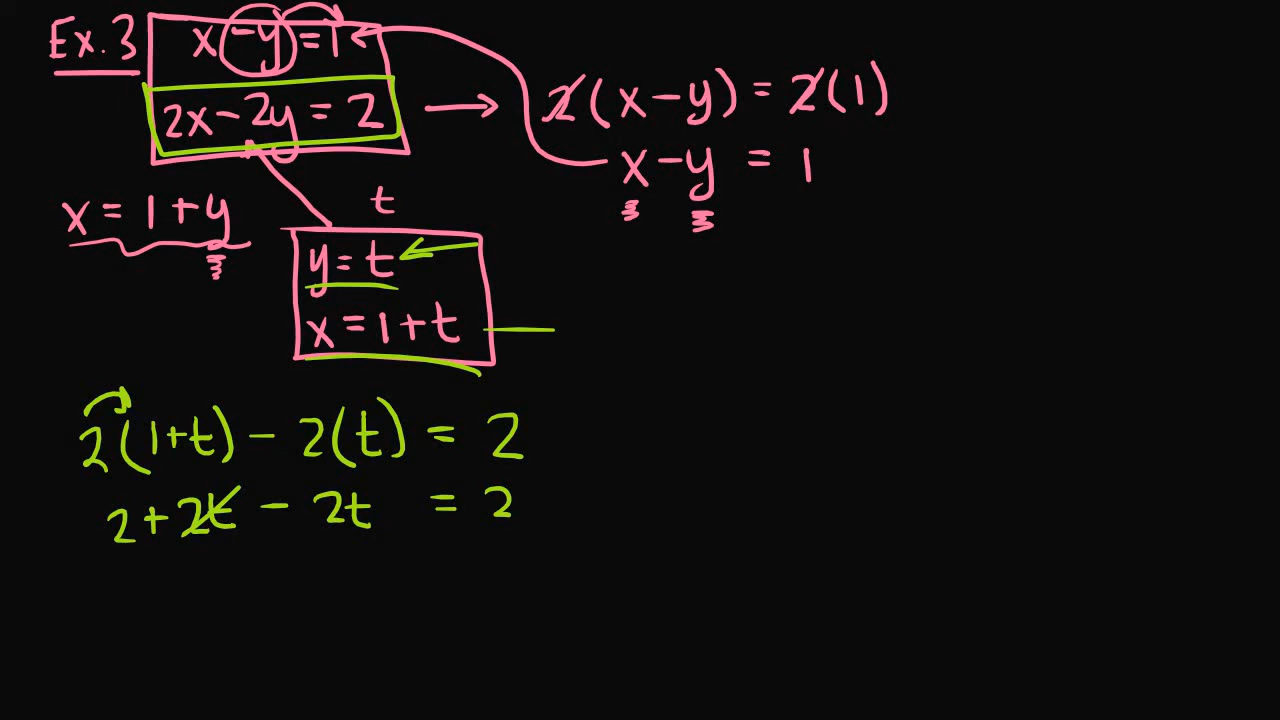 Ex. 3
x - y = 1
2x - 2y = 2
2(x - y) = 2(1)
x - y = 1
x = 1 + y
t
y = t
x = 1 + t
2(1+t) - 2(t) = 2
2 + 2t - 2t = 2